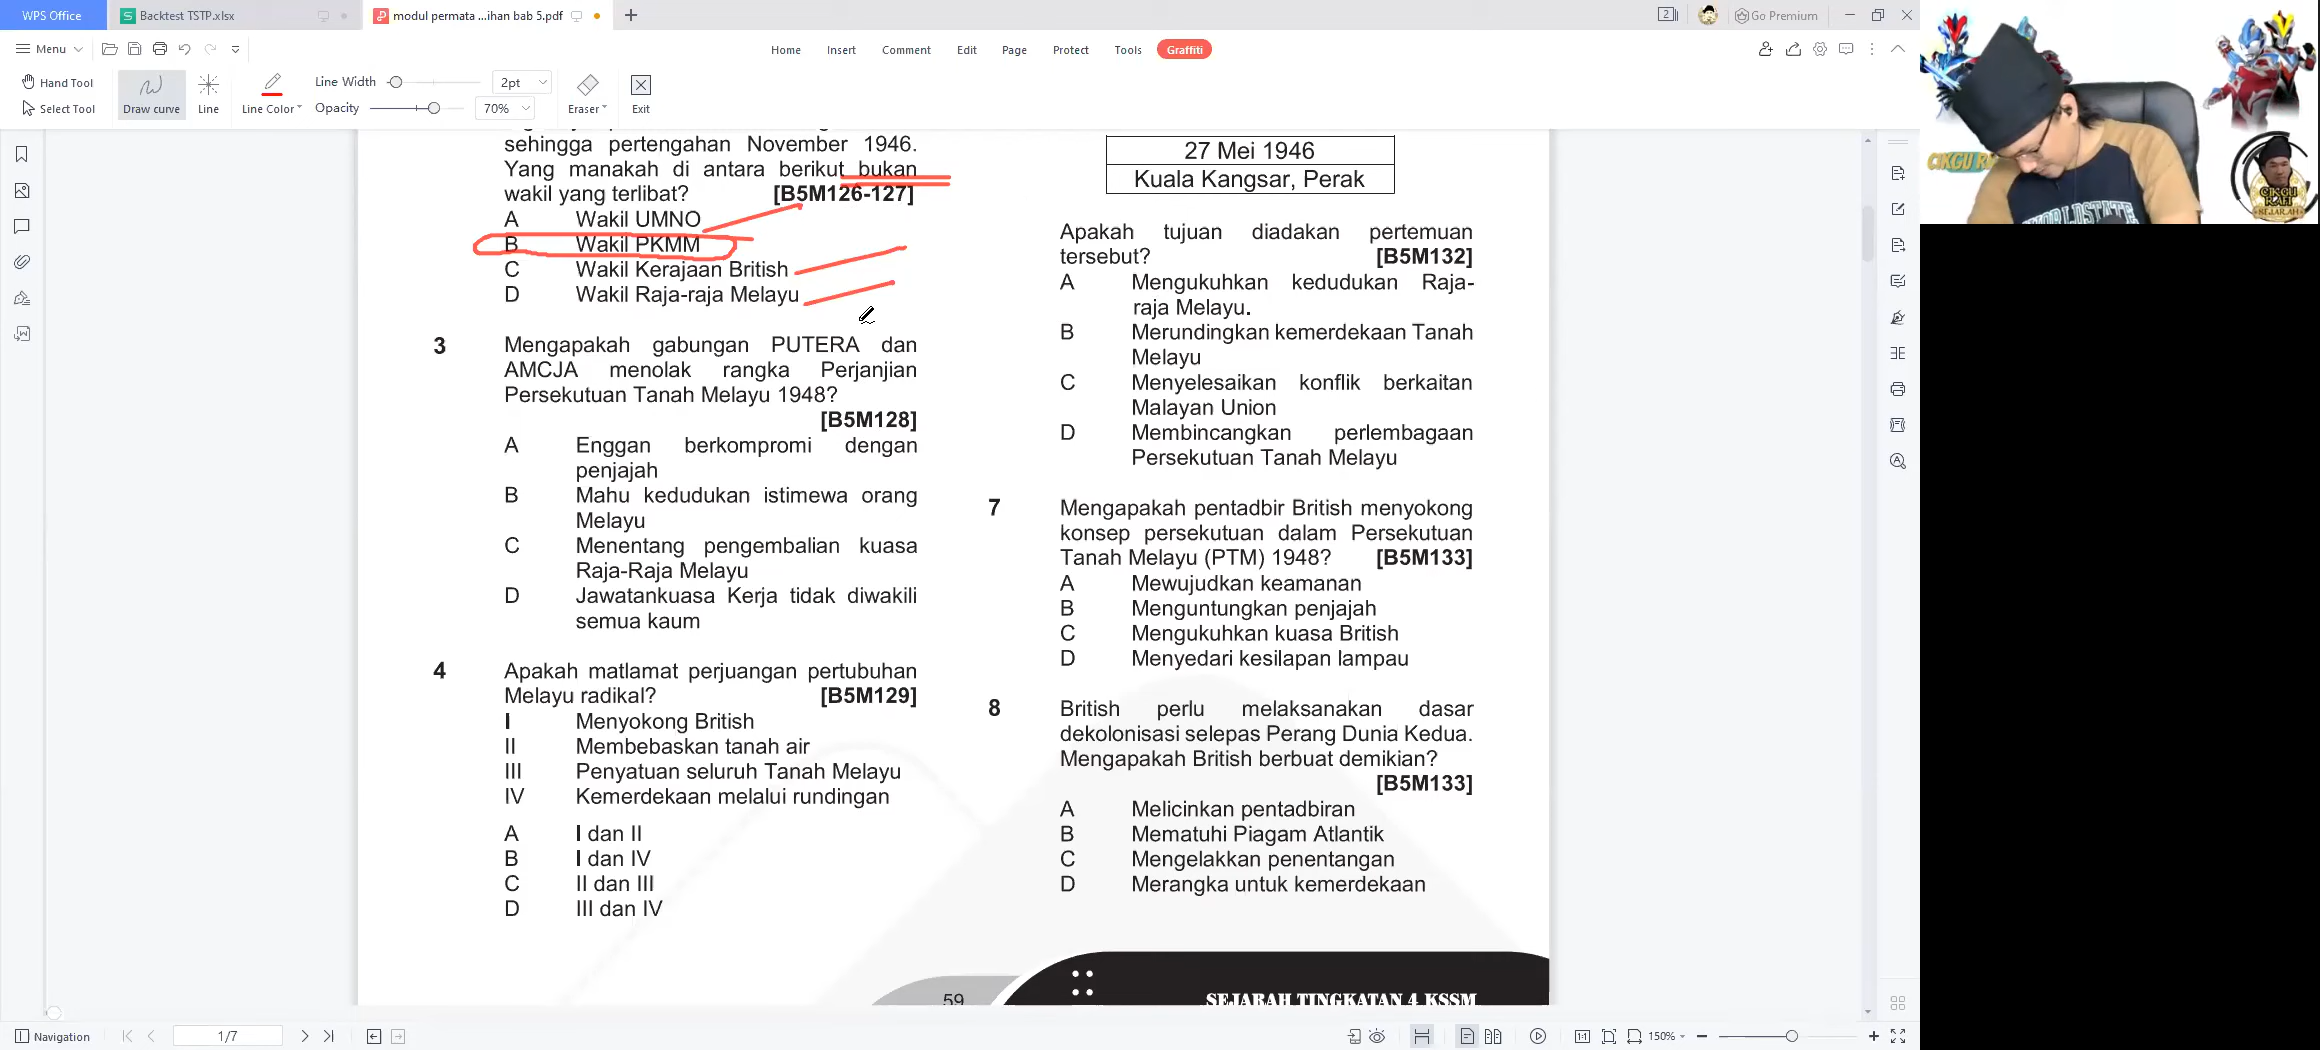 WPS Office
Backtest TSTP.xlsx
modul permata ...ihan bab 5.pdf
2
Go Premium
Menu
Home Insert Comment Edit Page Protect Tools Graffiti
Hand Tool
Select Tool
Draw curve
Line
Line Color
Line Width
2pt
Opacity
70%
Eraser
Exit
sehingga pertengahan November 1946.
Yang manakah di antara berikut bukan
wakil yang terlibat? [B5M126-127]
A Wakil UMNO
B Wakil PKMM
C Wakil Kerajaan British
D Wakil Raja-raja Melayu
3 Mengapakah gabungan PUTERA dan
AMCJA menolak rangka Perjanjian
Persekutuan Tanah Melayu 1948?
[B5M128]
A Enggan berkompromi dengan
penjajah
B Mahu kedudukan istimewa orang
Melayu
C Menentang pengembalian kuasa
Raja-Raja Melayu
D Jawatankuasa Kerja tidak diwakili
semua kaum
4 Apakah matlamat perjuangan pertubuhan
Melayu radikal? [B5M129]
I Menyokong British
II Membebaskan tanah air
III Penyatuan seluruh Tanah Melayu
IV Kemerdekaan melalui rundingan
A I dan II
B I dan IV
C II dan III
D III dan IV
27 Mei 1946
Kuala Kangsar, Perak
Apakah tujuan diadakan pertemuan
tersebut? [B5M132]
A Mengukuhkan kedudukan Raja-
raja Melayu.
B Merundingkan kemerdekaan Tanah
Melayu
C Menyelesaikan konflik berkaitan
Malayan Union
D Membincangkan perlembagaan
Persekutuan Tanah Melayu
7 Mengapakah pentadbir British menyokong
konsep persekutuan dalam Persekutuan
Tanah Melayu (PTM) 1948? [B5M133]
A Mewujudkan keamanan
B Menguntungkan penjajah
C Mengukuhkan kuasa British
D Menyedari kesilapan lampau
8 British perlu melaksanakan dasar
dekolonisasi selepas Perang Dunia Kedua.
Mengapakah British berbuat demikian?
[B5M133]
A Melicinkan pentadbiran
B Mematuhi Piagam Atlantik
C Mengelakkan penentangan
D Merangka untuk kemerdekaan
59
SEJARAH TINGKATAN 4 KSSM
CIKGU
CIKGU
RAFI
SEJARAH
Navigation
1/7
150%